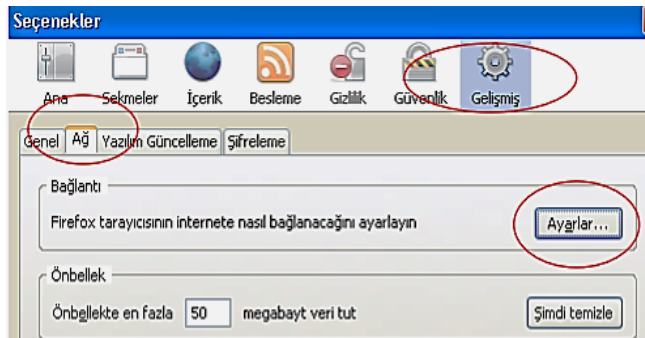 Seçenekler
Ana Sekmeler İçerik Besleme Gizlilik Güvenlik Gelişmiş
Genel Ağ Yazılım Güncelleme Şifreleme
Bağlantı
Firefox tarayıcısının internete nasıl bağlanacağını ayarlayın Ayarlar...
Önbellek
Önbellekte en fazla 50 megabayt veri tut Şimdi temizle